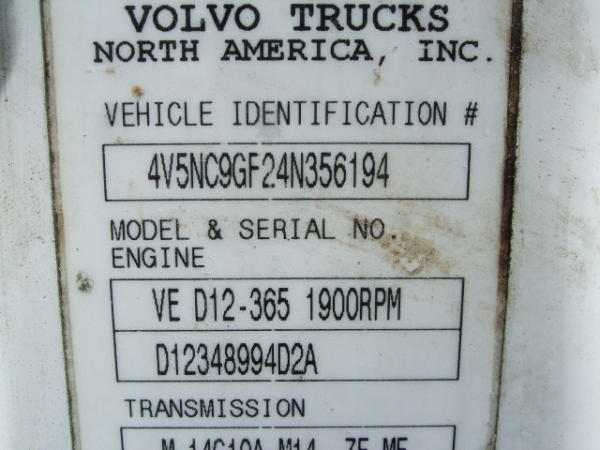 VOLVO TRUCKS
NORTH AMERICA, INC.
VEHICLE IDENTIFICATION #
4V5NC9GF24N356194
MODEL & SERIAL NO.
ENGINE
VE D12-365 1900RPM
D12348994D2A
TRANSMISSION